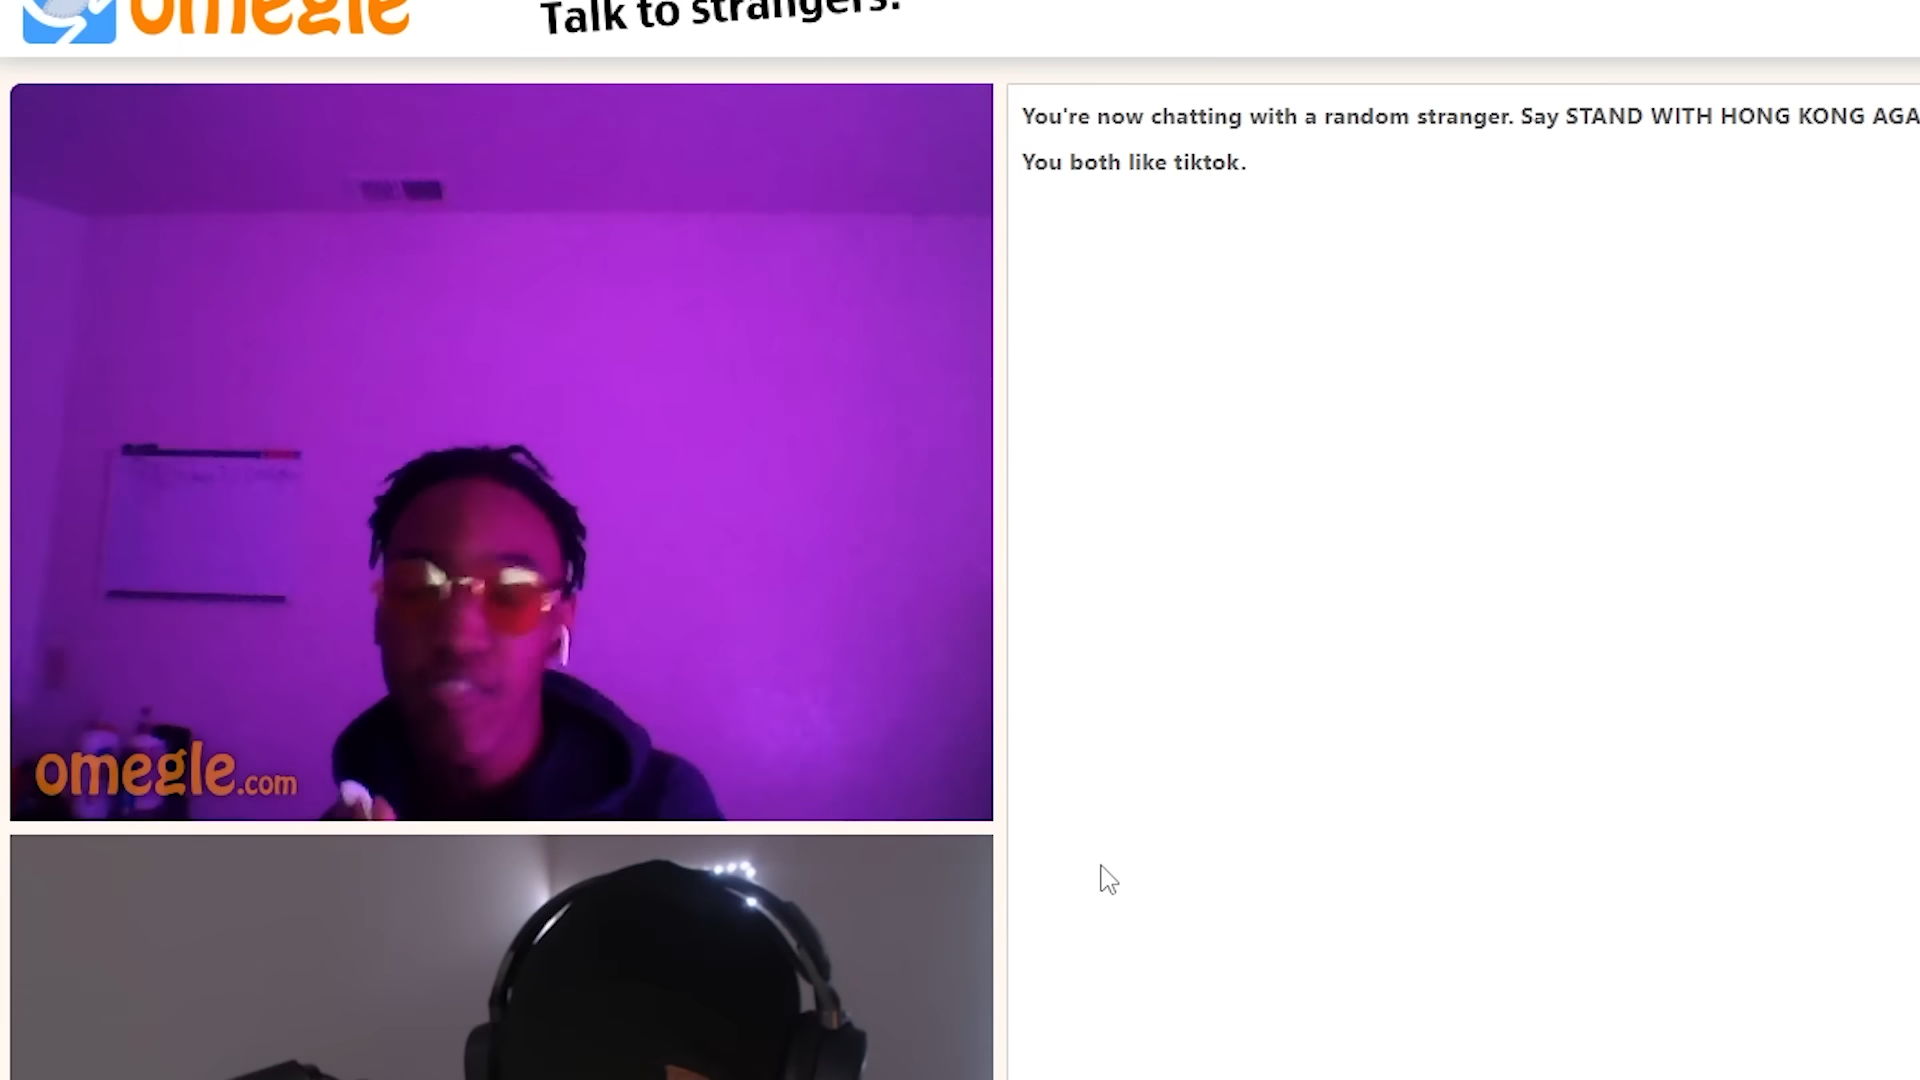 omegle
Talk to strangers!
You're now chatting with a random stranger. Say STAND WITH HONG KONG AGA
You both like tiktok.
omegle.com